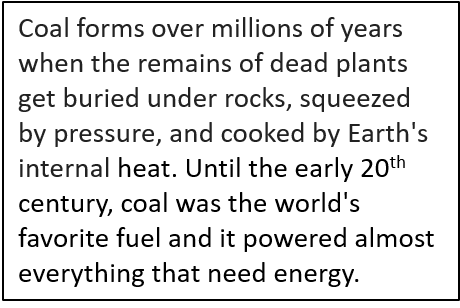 Coal forms over millions of years
when the remains of dead plants
get buried under rocks, squeezed
by pressure, and cooked by Earth's
internal heat. Until the early 20th
century, coal was the world's
favorite fuel and it powered almost
everything that need energy.